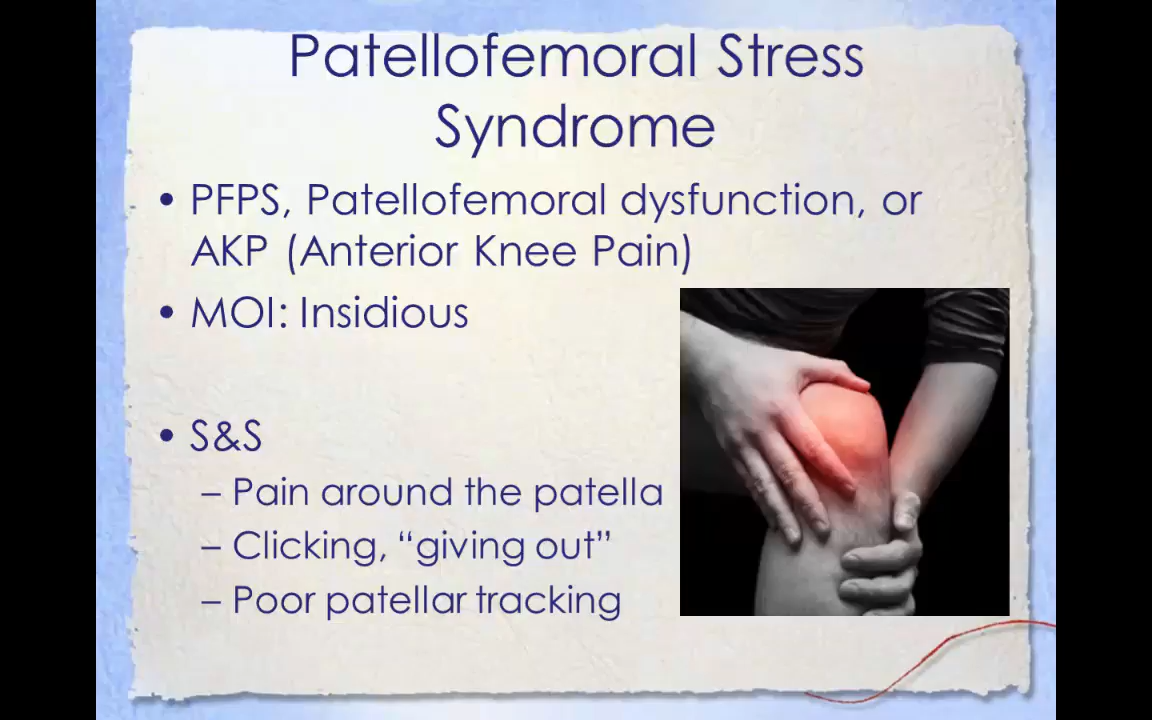 Patellofemoral Stress
Syndrome
• PFPS, Patellofemoral dysfunction, or
AKP (Anterior Knee Pain)
• MOI: Insidious
• S&S
– Pain around the patella
– Clicking, “giving out”
– Poor patellar tracking